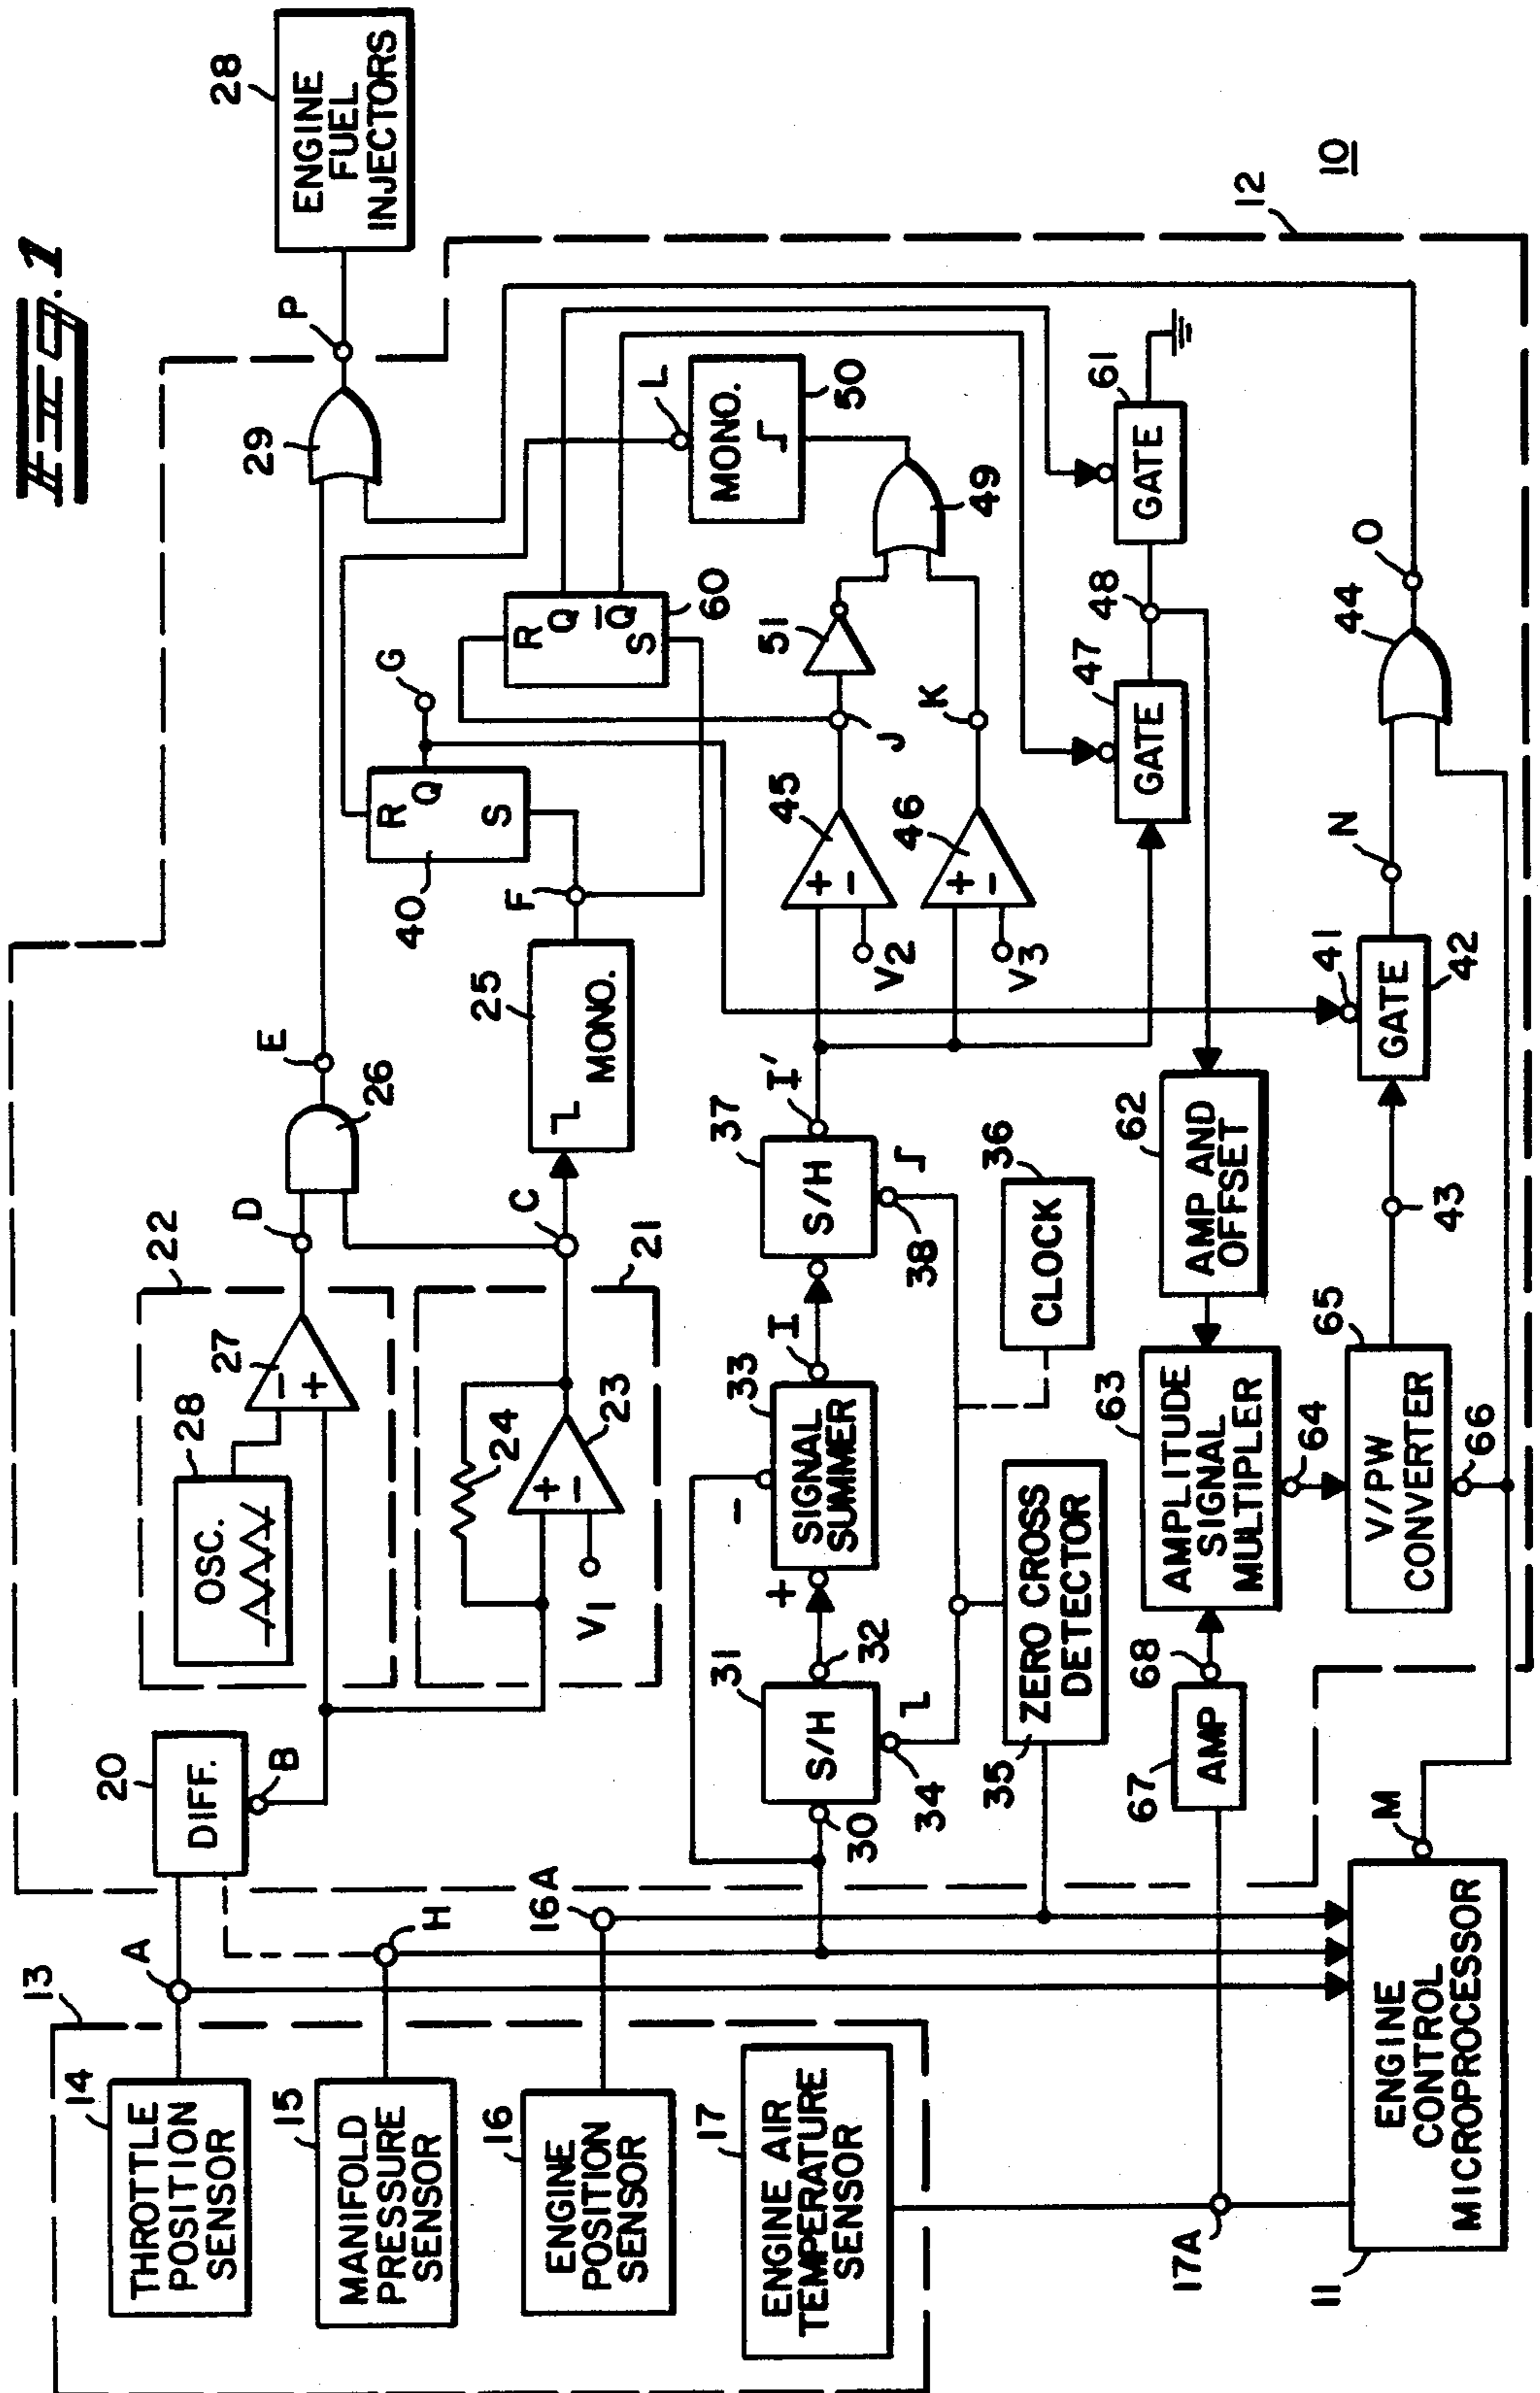 Fig. 1
13
14
THROTTLE
POSITION
SENSOR
A
15
MANIFOLD
PRESSURE
SENSOR
H
16
ENGINE
POSITION
SENSOR
16A
17
ENGINE AIR
TEMPERATURE
SENSOR
17A
11
ENGINE
CONTROL
MICROPROCESSOR
M
20
DIFF.
B
22
28
OSC.
27
-
+
D
21
24
23
+
-
V1
C
26
E
25
MONO.
F
40
R
Q
S
G
29
P
28
ENGINE
FUEL
INJECTORS
30
31
S/H
32
34
+
-
33
SIGNAL
SUMMER
I
37
S/H
38
I'
35
ZERO CROSS
DETECTOR
36
CLOCK
45
+
-
V2
46
+
-
V3
J
K
51
49
60
R
Q
Q̅
S
L
MONO.
50
47
GATE
48
61
GATE
67
AMP
68
63
AMPLITUDE
SIGNAL
MULTIPLER
64
62
AMP AND
OFFSET
65
V/PW
CONVERTER
66
43
41
GATE
42
N
44
O
12
10